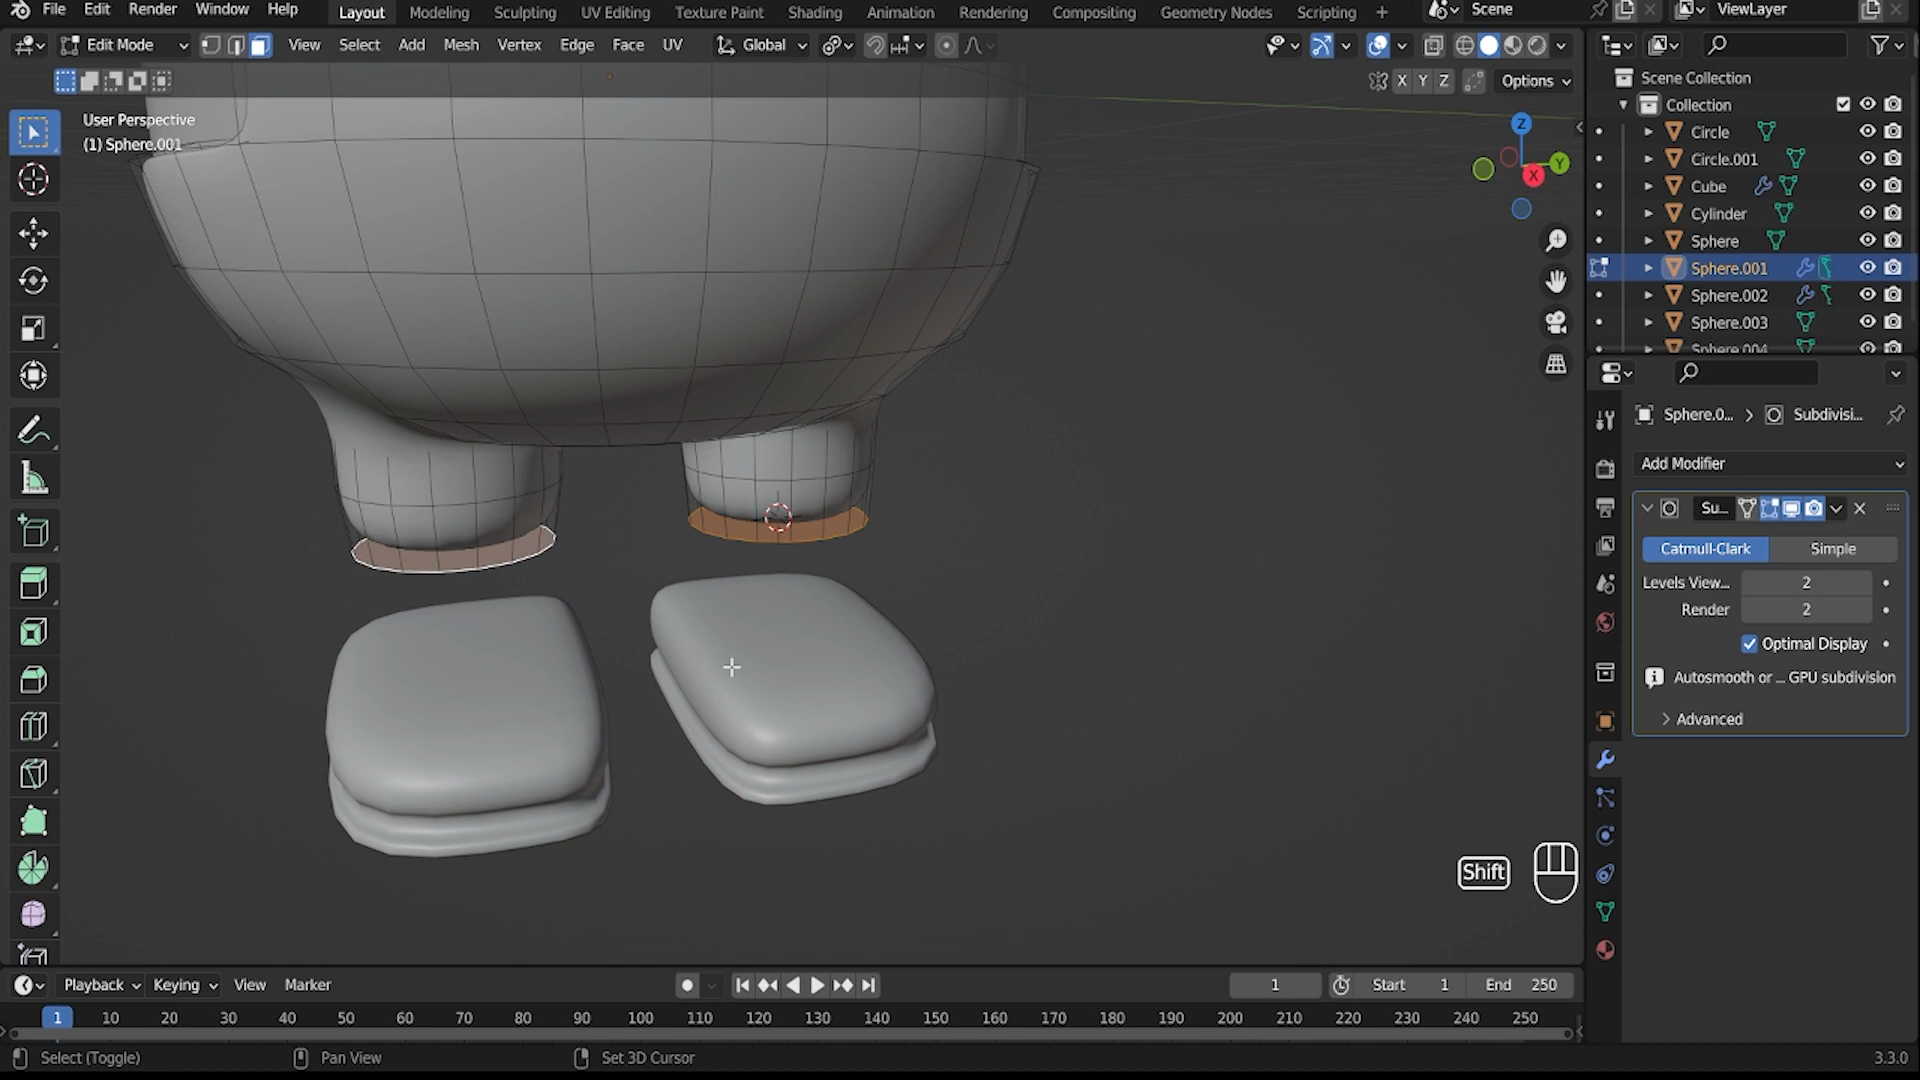 File Edit Render Window Help Layout Modeling Sculpting UV Editing Texture Paint Shading Animation Rendering Compositing Geometry Nodes Scripting + Scene ViewLayer
Edit Mode View Select Add Mesh Vertex Edge Face UV Global
X Y Z Options
User Perspective
(1) Sphere.001
Z
Y
X
Scene Collection
Collection
Circle
Circle.001
Cube
Cylinder
Sphere
Sphere.001
Sphere.002
Sphere.003
Sphere.004
Sphere.0... > Subdivisi...
Add Modifier
Su...
Catmull-Clark Simple
Levels View... 2
Render 2
Optimal Display
Autosmooth or ... GPU subdivision
Advanced
Shift
Playback Keying View Marker 1 Start 1 End 250
1 10 20 30 40 50 60 70 80 90 100 110 120 130 140 150 160 170 180 190 200 210 220 230 240 250
Select (Toggle) Pan View Set 3D Cursor 3.3.0